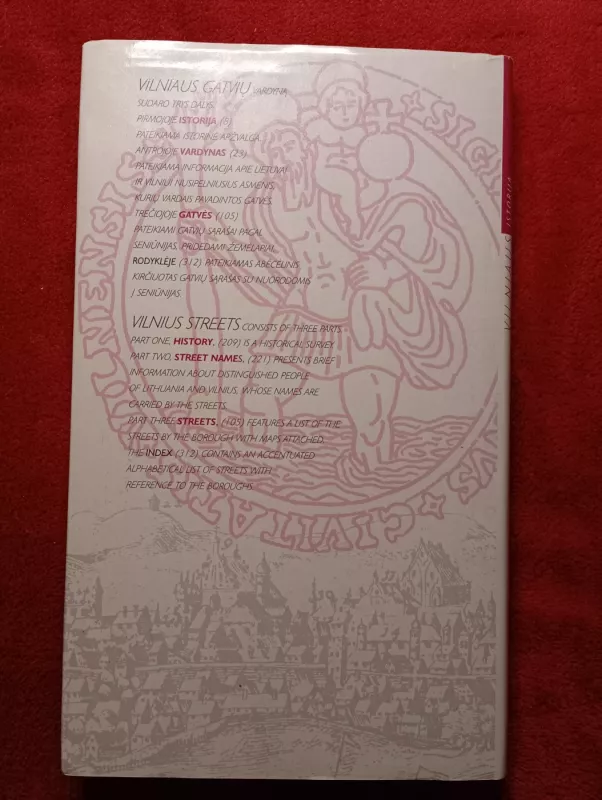 VILNIAUS GATVIŲ VARDYNĄ
SUDARO TRYS DALYS.
PIRMOJOJE ISTORIJA (5)
PATEIKIAMA ISTORINĖ APŽVALGA.
ANTROJOJE VARDYNAS (23)
PATEIKIAMA INFORMACIJA APIE LIETUVAI
IR VILNIUI NUSIPELNIUSIUS ASMENIS,
KURIŲ VARDAIS PAVADINTOS GATVĖS.
TREČIOJOJE GATVĖS (105)
PATEIKIAMI GATVIŲ SĄRAŠAI PAGAL
SENIŪNIJAS. PRIDEDAMI ŽEMĖLAPIAI.
RODYKLĖJE (312) PATEIKIAMAS ABĖCĖLINIS
KIRČIUOTAS GATVIŲ SĄRAŠAS SU NUORODOMIS
Į SENIŪNIJAS
VILNIUS STREETS CONSISTS OF THREE PARTS.
PART ONE, HISTORY, (209) IS A HISTORICAL SURVEY.
PART TWO, STREET NAMES, (221) PRESENTS BRIEF
INFORMATION ABOUT DISTINGUISHED PEOPLE
OF LITHUANIA AND VILNIUS, WHOSE NAMES ARE
CARRIED BY THE STREETS.
PART THREE STREETS, (105) FEATURES A LIST OF THE
STREETS BY THE BOROUGH WITH MAPS ATTACHED.
THE INDEX (312) CONTAINS AN ACCENTUATED
ALPHABETICAL LIST OF STREETS WITH
REFERENCE TO THE BOROUGHS
VILNIAUS ISTORIJA